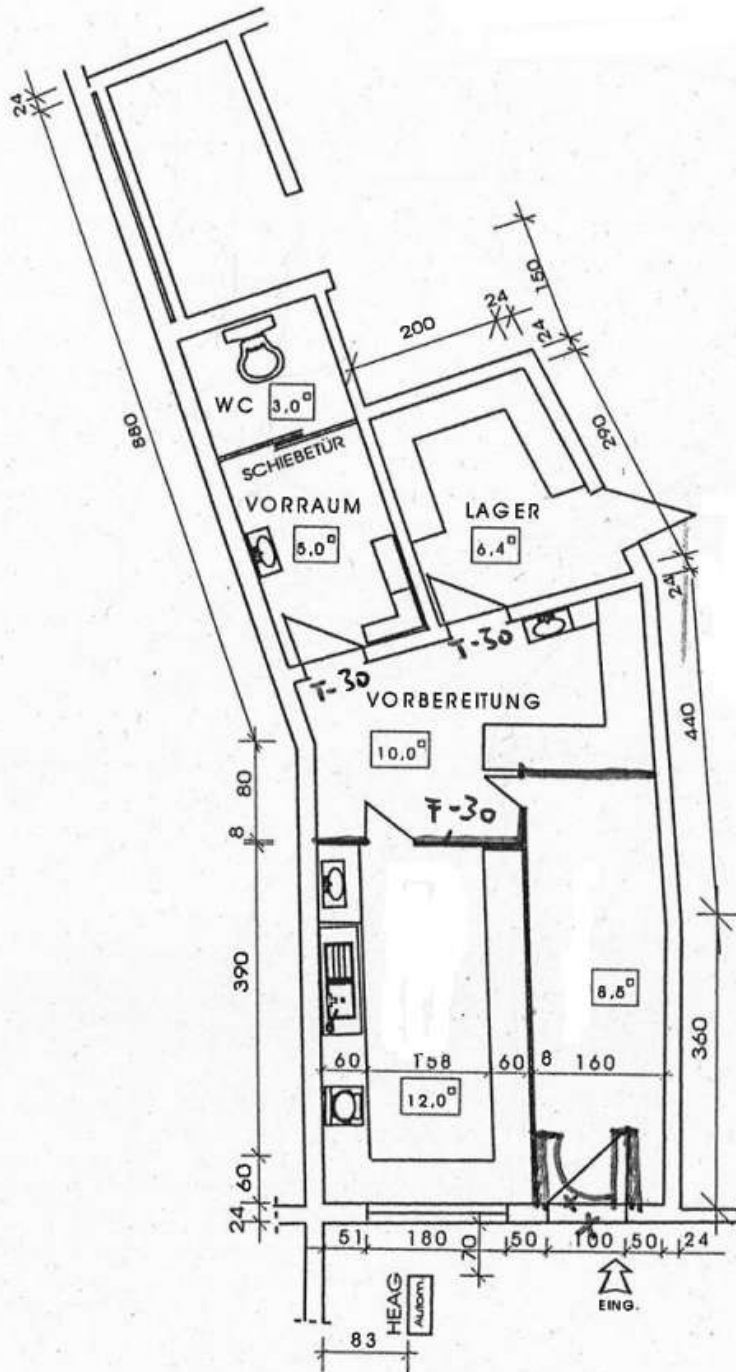 24
880
150
24
24
200
290
WC 3,0
SCHIEBETÜR
VORRAUM
5,0
LAGER
6,4
24
T-30
T-30
VORBEREITUNG
10,0
440
80
8
T-30
390
8,5
360
60 158 60 8 160
12,0
60
24
51 180 70 50 100 50 24
HEAG
Autom.
EING.
83